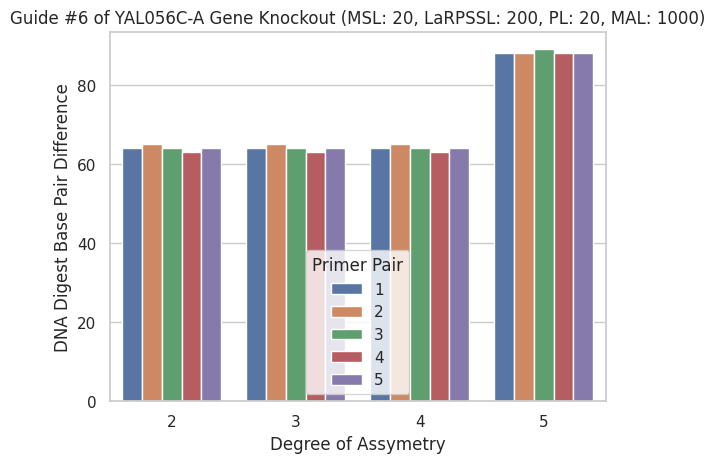 Guide #6 of YAL056C-A Gene Knockout (MSL: 20, LaRPSSL: 200, PL: 20, MAL: 1000)
DNA Digest Base Pair Difference
80
60
40
20
0
Primer Pair
1
2
3
4
5
2 3 4 5
Degree of Assymetry